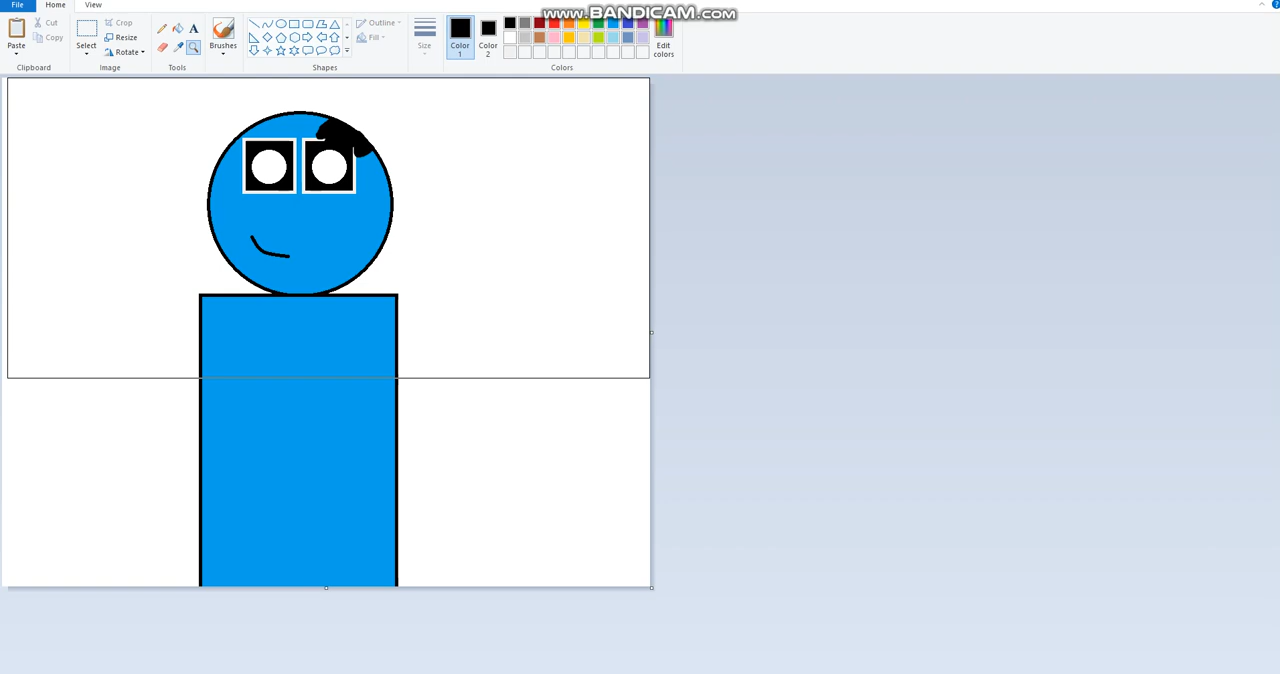 www.BANDICAM.com
File Home View
Paste Cut Copy
Clipboard
Select Crop Resize Rotate
Image
A
Tools
Brushes
Outline Fill
Shapes
Size
Color 1
Color 2
Edit colors
Colors